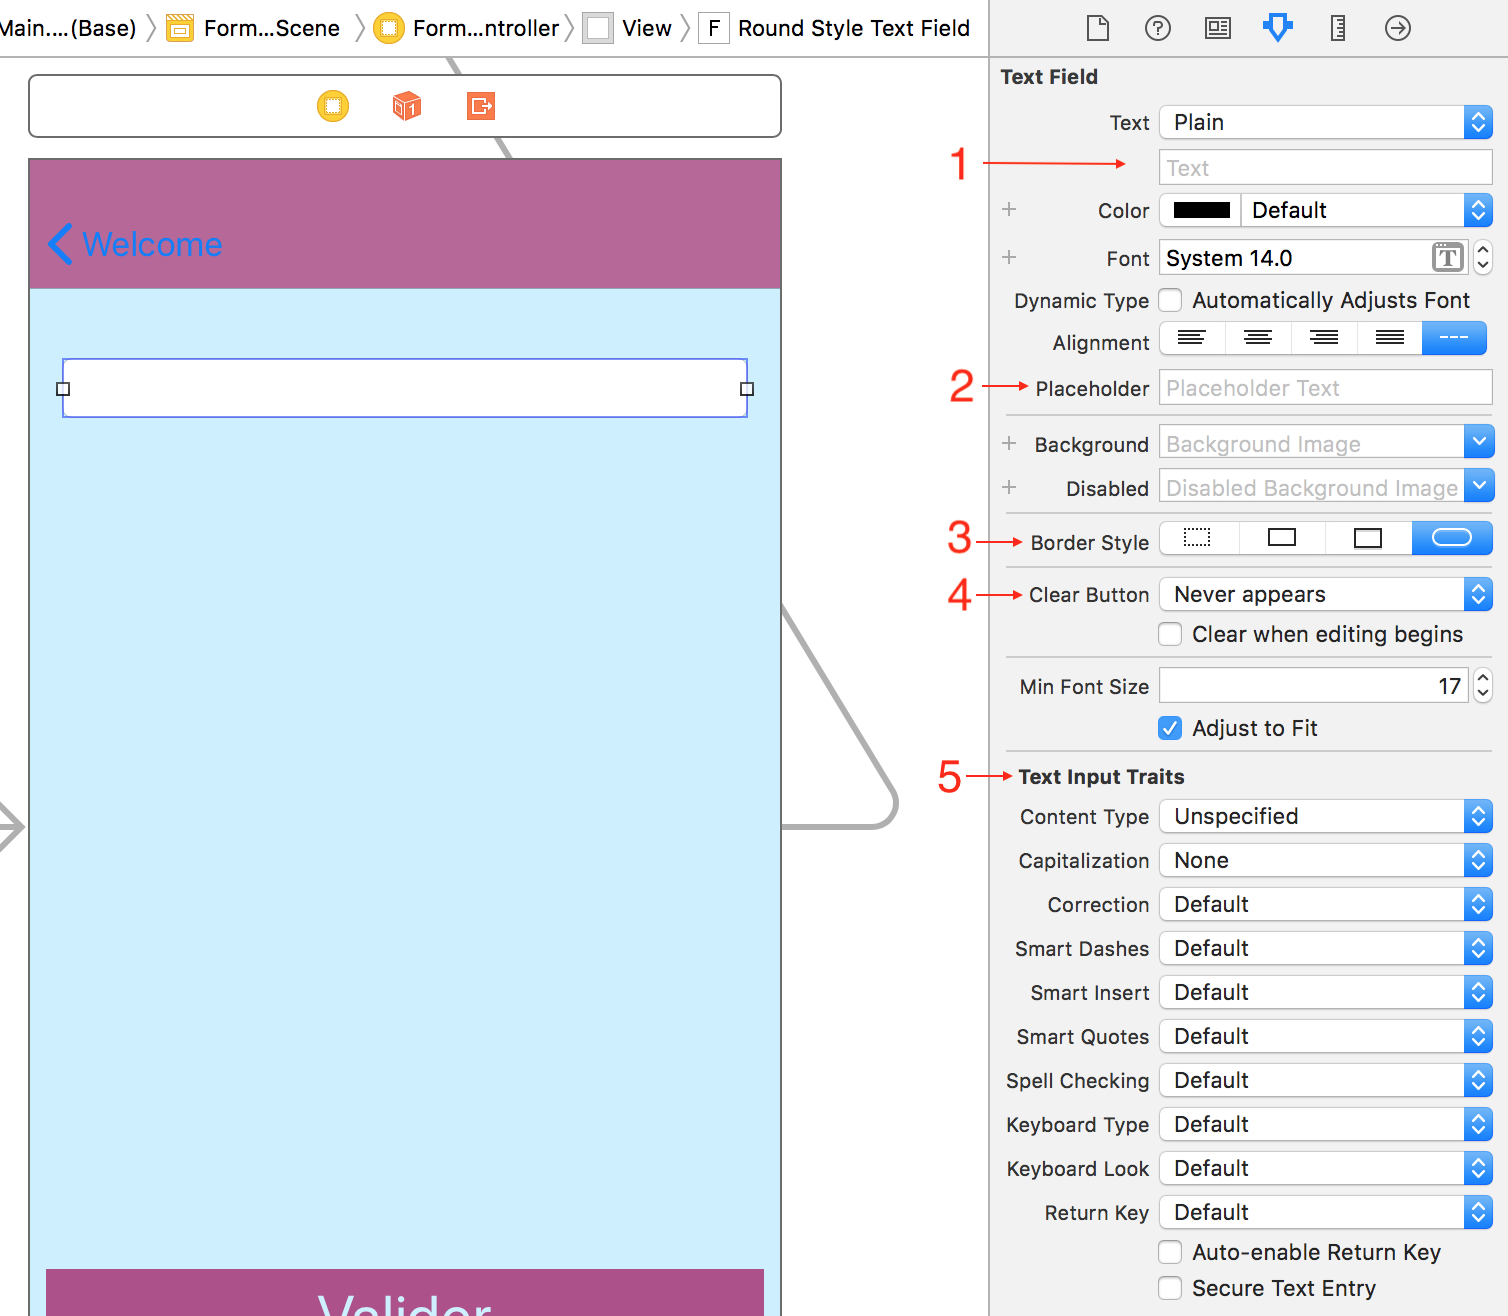 Main....(Base) Form...Scene Form...ntroller View F Round Style Text Field
1
Welcome
Valider
Text Field
Text Plain
1 Text
Color Default
Font System 14.0 T
Dynamic Type Automatically Adjusts Font
Alignment
2 Placeholder Placeholder Text
Background Background Image
Disabled Disabled Background Image
3 Border Style
4 Clear Button Never appears
Clear when editing begins
Min Font Size 17
Adjust to Fit
5 Text Input Traits
Content Type Unspecified
Capitalization None
Correction Default
Smart Dashes Default
Smart Insert Default
Smart Quotes Default
Spell Checking Default
Keyboard Type Default
Keyboard Look Default
Return Key Default
Auto-enable Return Key
Secure Text Entry